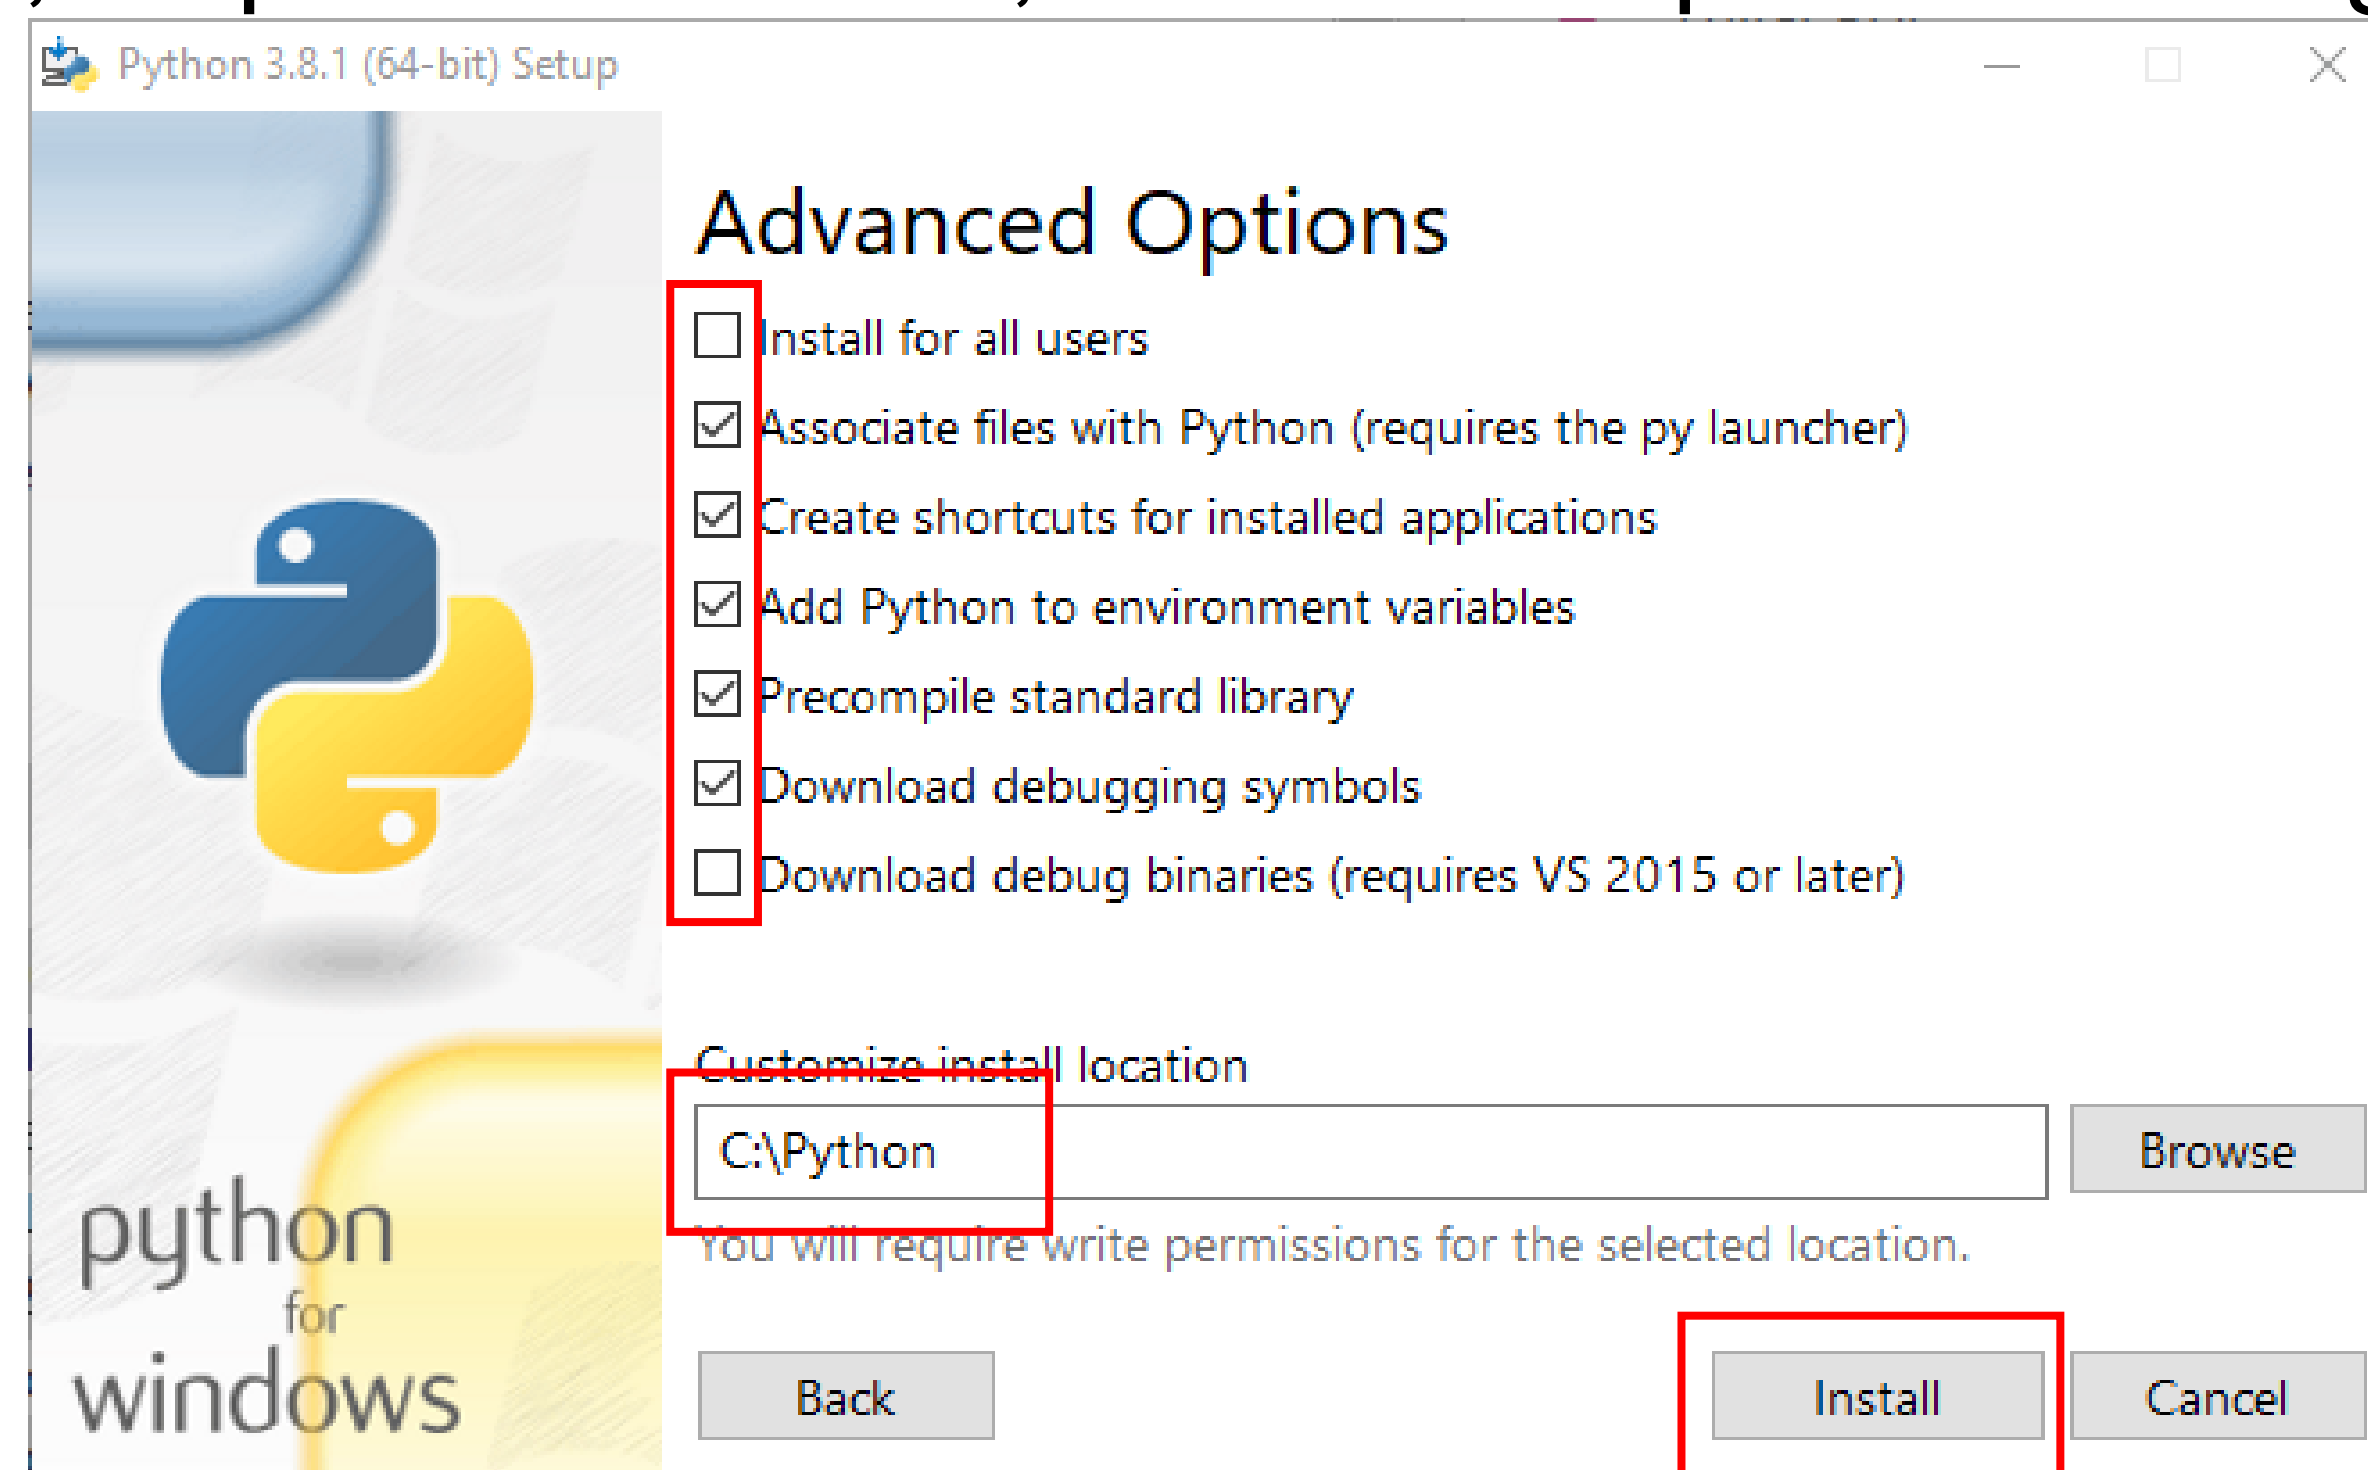 Python 3.8.1 (64-bit) Setup
Advanced Options
Install for all users
Associate files with Python (requires the py launcher)
Create shortcuts for installed applications
Add Python to environment variables
Precompile standard library
Download debugging symbols
Download debug binaries (requires VS 2015 or later)
Customize install location
C:\Python
Browse
You will require write permissions for the selected location.
python
for
windows
Back
Install
Cancel